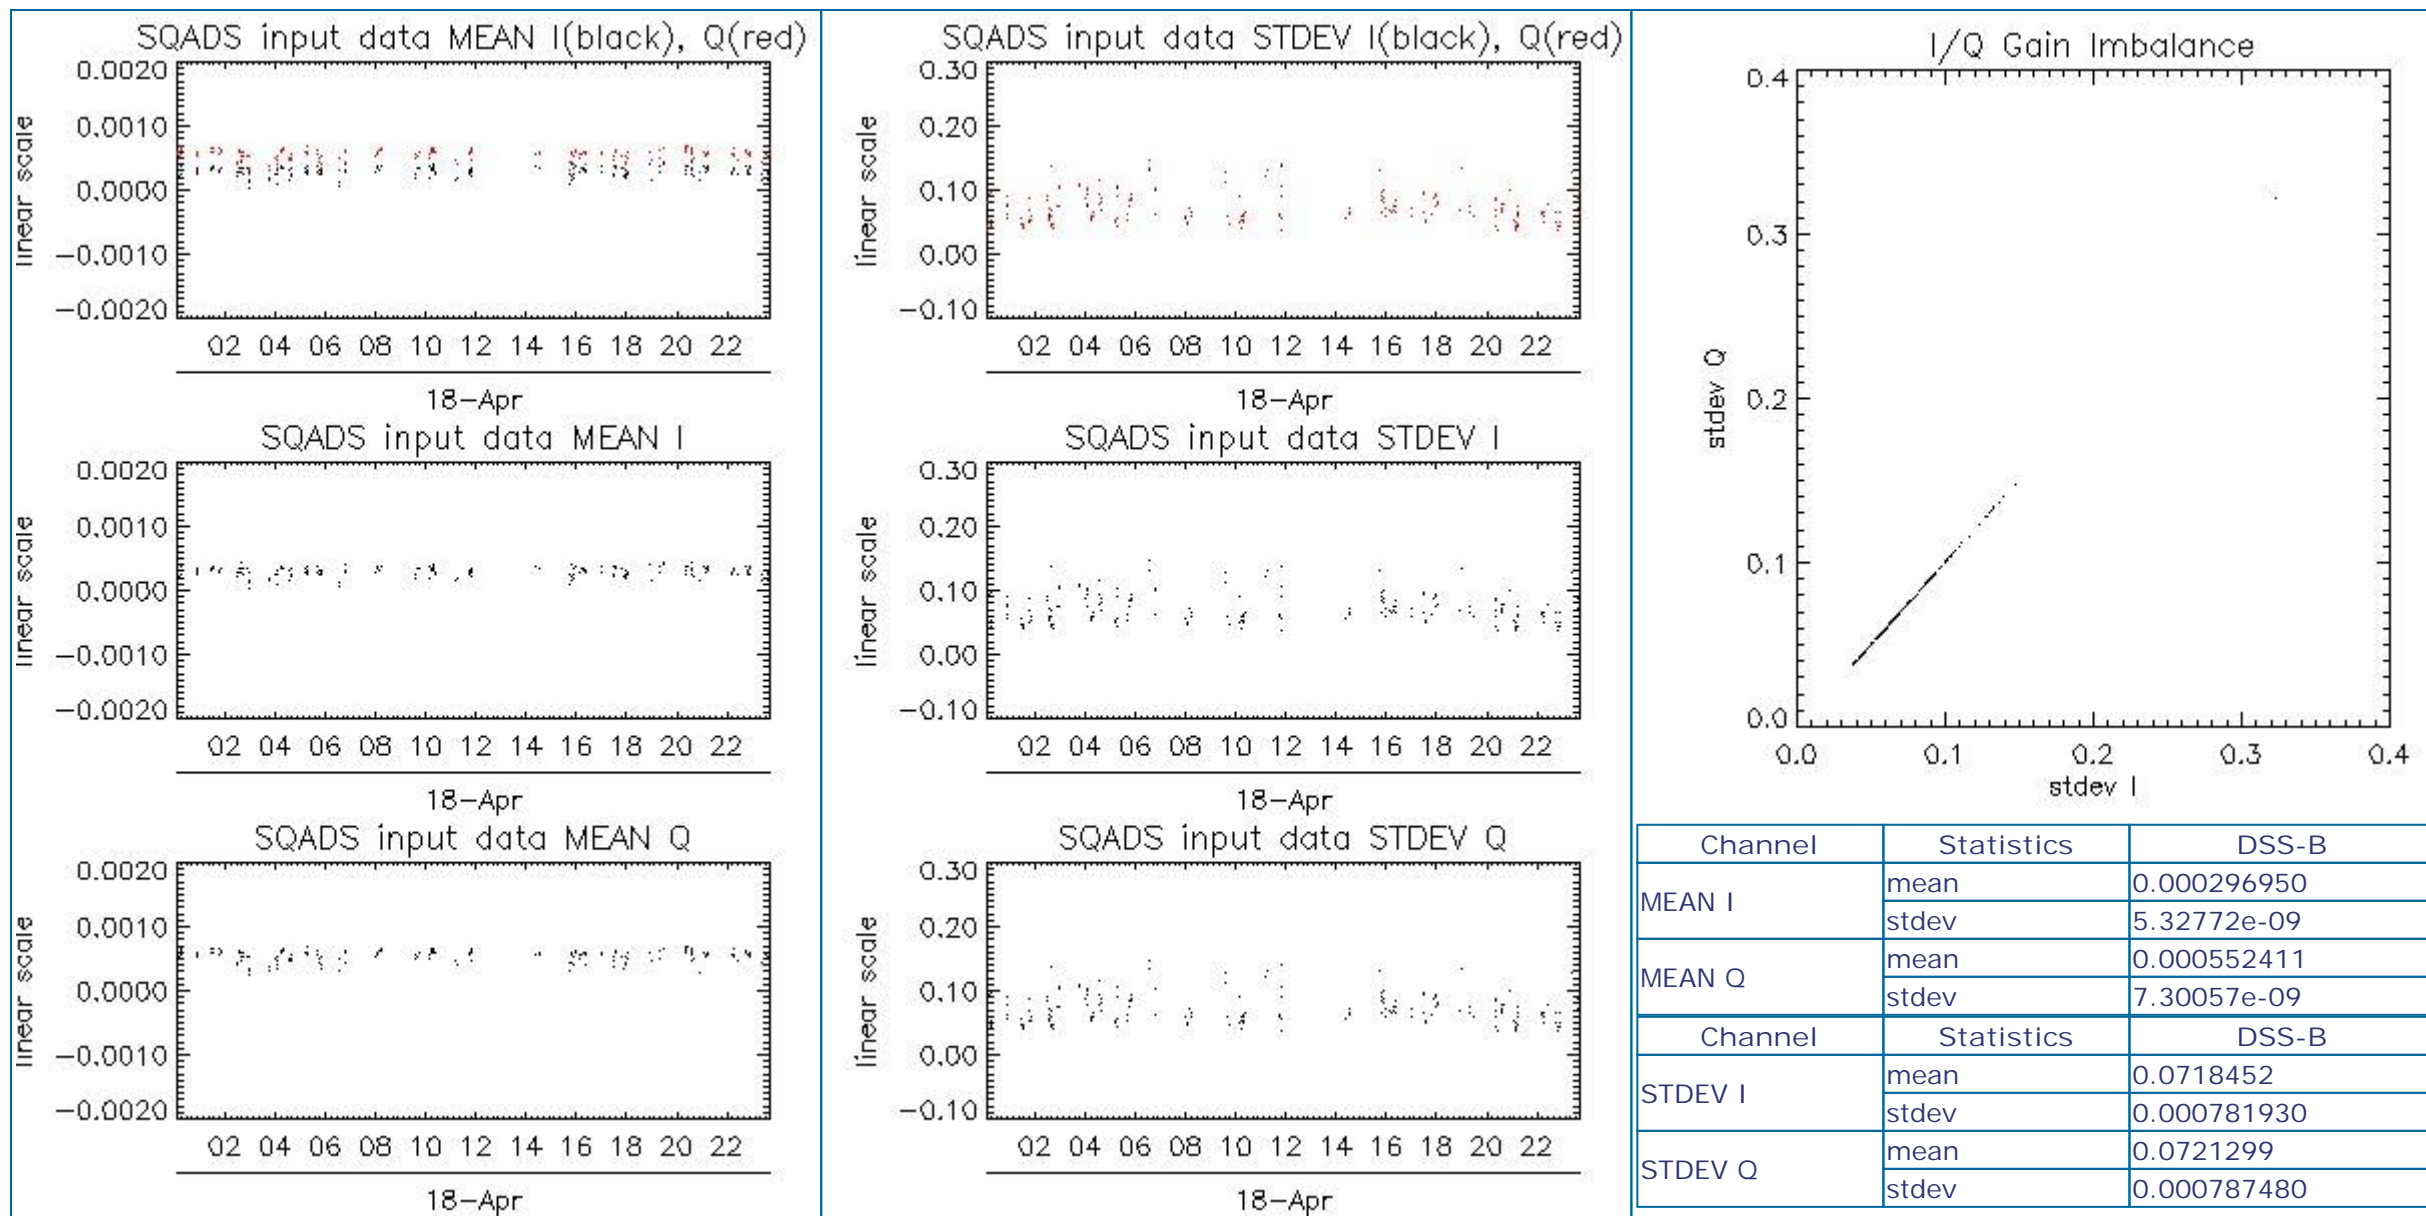 SQADS input data MEAN I(black), Q(red)
0.0020
0.0010
0.0000
-0.0010
-0.0020
linear scale
02 04 06 08 10 12 14 16 18 20 22
18-Apr
SQADS input data MEAN I
0.0020
0.0010
0.0000
-0.0010
-0.0020
linear scale
02 04 06 08 10 12 14 16 18 20 22
18-Apr
SQADS input data MEAN Q
0.0020
0.0010
0.0000
-0.0010
-0.0020
linear scale
02 04 06 08 10 12 14 16 18 20 22
18-Apr
SQADS input data STDEV I(black), Q(red)
0.30
0.20
0.10
0.00
-0.10
linear scale
02 04 06 08 10 12 14 16 18 20 22
18-Apr
SQADS input data STDEV I
0.30
0.20
0.10
0.00
-0.10
linear scale
02 04 06 08 10 12 14 16 18 20 22
18-Apr
SQADS input data STDEV Q
0.30
0.20
0.10
0.00
-0.10
linear scale
02 04 06 08 10 12 14 16 18 20 22
18-Apr
I/Q Gain Imbalance
0.4
0.3
0.2
0.1
0.0
stdev Q
0.0 0.1 0.2 0.3 0.4
stdev I
Channel Statistics DSS-B
MEAN I mean 0.000296950
stdev 5.32772e-09
MEAN Q mean 0.000552411
stdev 7.30057e-09
Channel Statistics DSS-B
STDEV I mean 0.0718452
stdev 0.000781930
STDEV Q mean 0.0721299
stdev 0.000787480